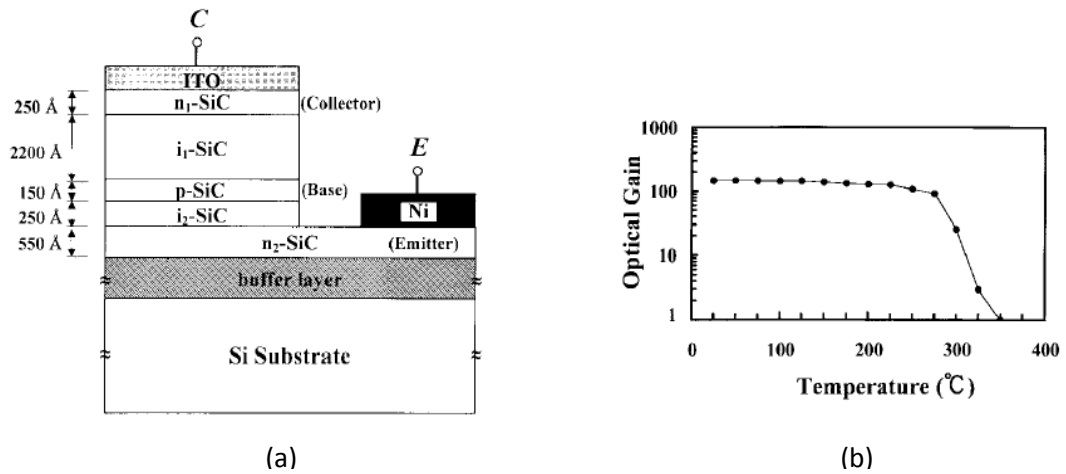 C
ITO
250 Å
n₁-SiC
(Collector)
2200 Å
i₁-SiC
E
150 Å
p-SiC
(Base)
Ni
250 Å
i₂-SiC
550 Å
n₂-SiC
(Emitter)
buffer layer
Si Substrate
(a)
Optical Gain
1000
100
10
1
0 100 200 300 400
Temperature (℃)
(b)